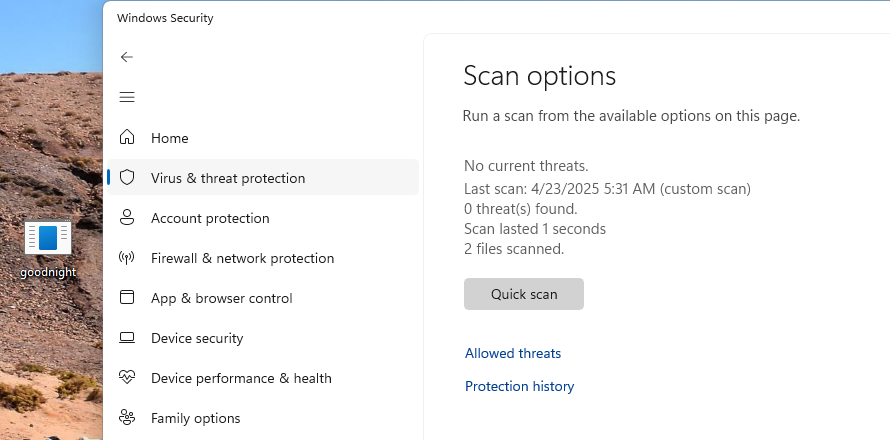 Windows Security
Home
Virus & threat protection
Account protection
Firewall & network protection
App & browser control
Device security
Device performance & health
Family options
goodnight
Scan options
Run a scan from the available options on this page.
No current threats.
Last scan: 4/23/2025 5:31 AM (custom scan)
0 threat(s) found.
Scan lasted 1 seconds
2 files scanned.
Quick scan
Allowed threats
Protection history